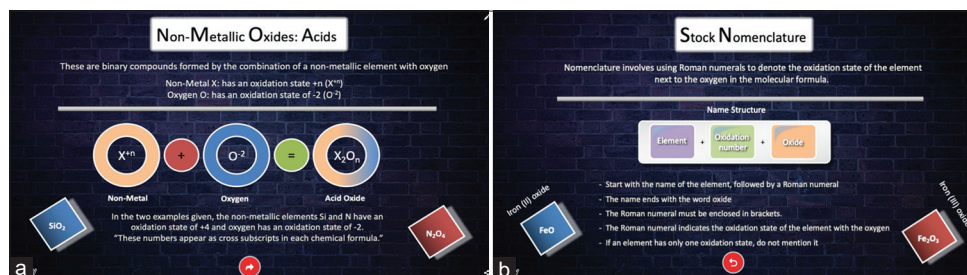 Non-Metallic Oxides: Acids
These are binary compounds formed by the combination of a non-metallic element with oxygen
Non-Metal X: has an oxidation state +n (X⁺ⁿ)
Oxygen O: has an oxidation state of -2 (O⁻²)
X⁺ⁿ + O⁻² = X₂Oₙ
Non-Metal Oxygen Acid Oxide
In the two examples given, the non-metallic elements Si and N have an
oxidation state of +4 and oxygen has an oxidation state of -2.
"These numbers appear as cross subscripts in each chemical formula."
SiO₂
N₂O₄
a
Stock Nomenclature
Nomenclature involves using Roman numerals to denote the oxidation state of the element
next to the oxygen in the molecular formula.
Name Structure
Element + Oxidation number + Oxide
- Start with the name of the element, followed by a Roman numeral
- The name ends with the word oxide
- The Roman numeral must be enclosed in brackets.
- The Roman numeral indicates the oxidation state of the element with the oxygen
- If an element has only one oxidation state, do not mention it
Iron (II) oxide
FeO
Iron (III) oxide
Fe₂O₃
b